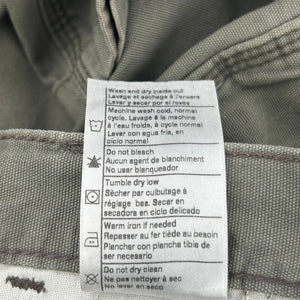 Wash and dry inside out
Lavage et séchage à l'envers
Lavar y secar por el revés
Machine wash cold, normal
cycle. Lavage à la machine
à l'eau froide, à cycle normal
Lavar con agua fría, en
ciclo normal
Do not bleach
Aucun agent de blanchiment
No usar blanqueador
Tumble dry low
Sécher par culbutage à
réglage bas. Secar en
secadora en ciclo delicado
Warm iron if needed
Repasser au fer tiède au besoin
Planchar con plancha tibia de
ser necesario
Do not dry clean
Ne pas nettoyer à sec
No lavar en seco